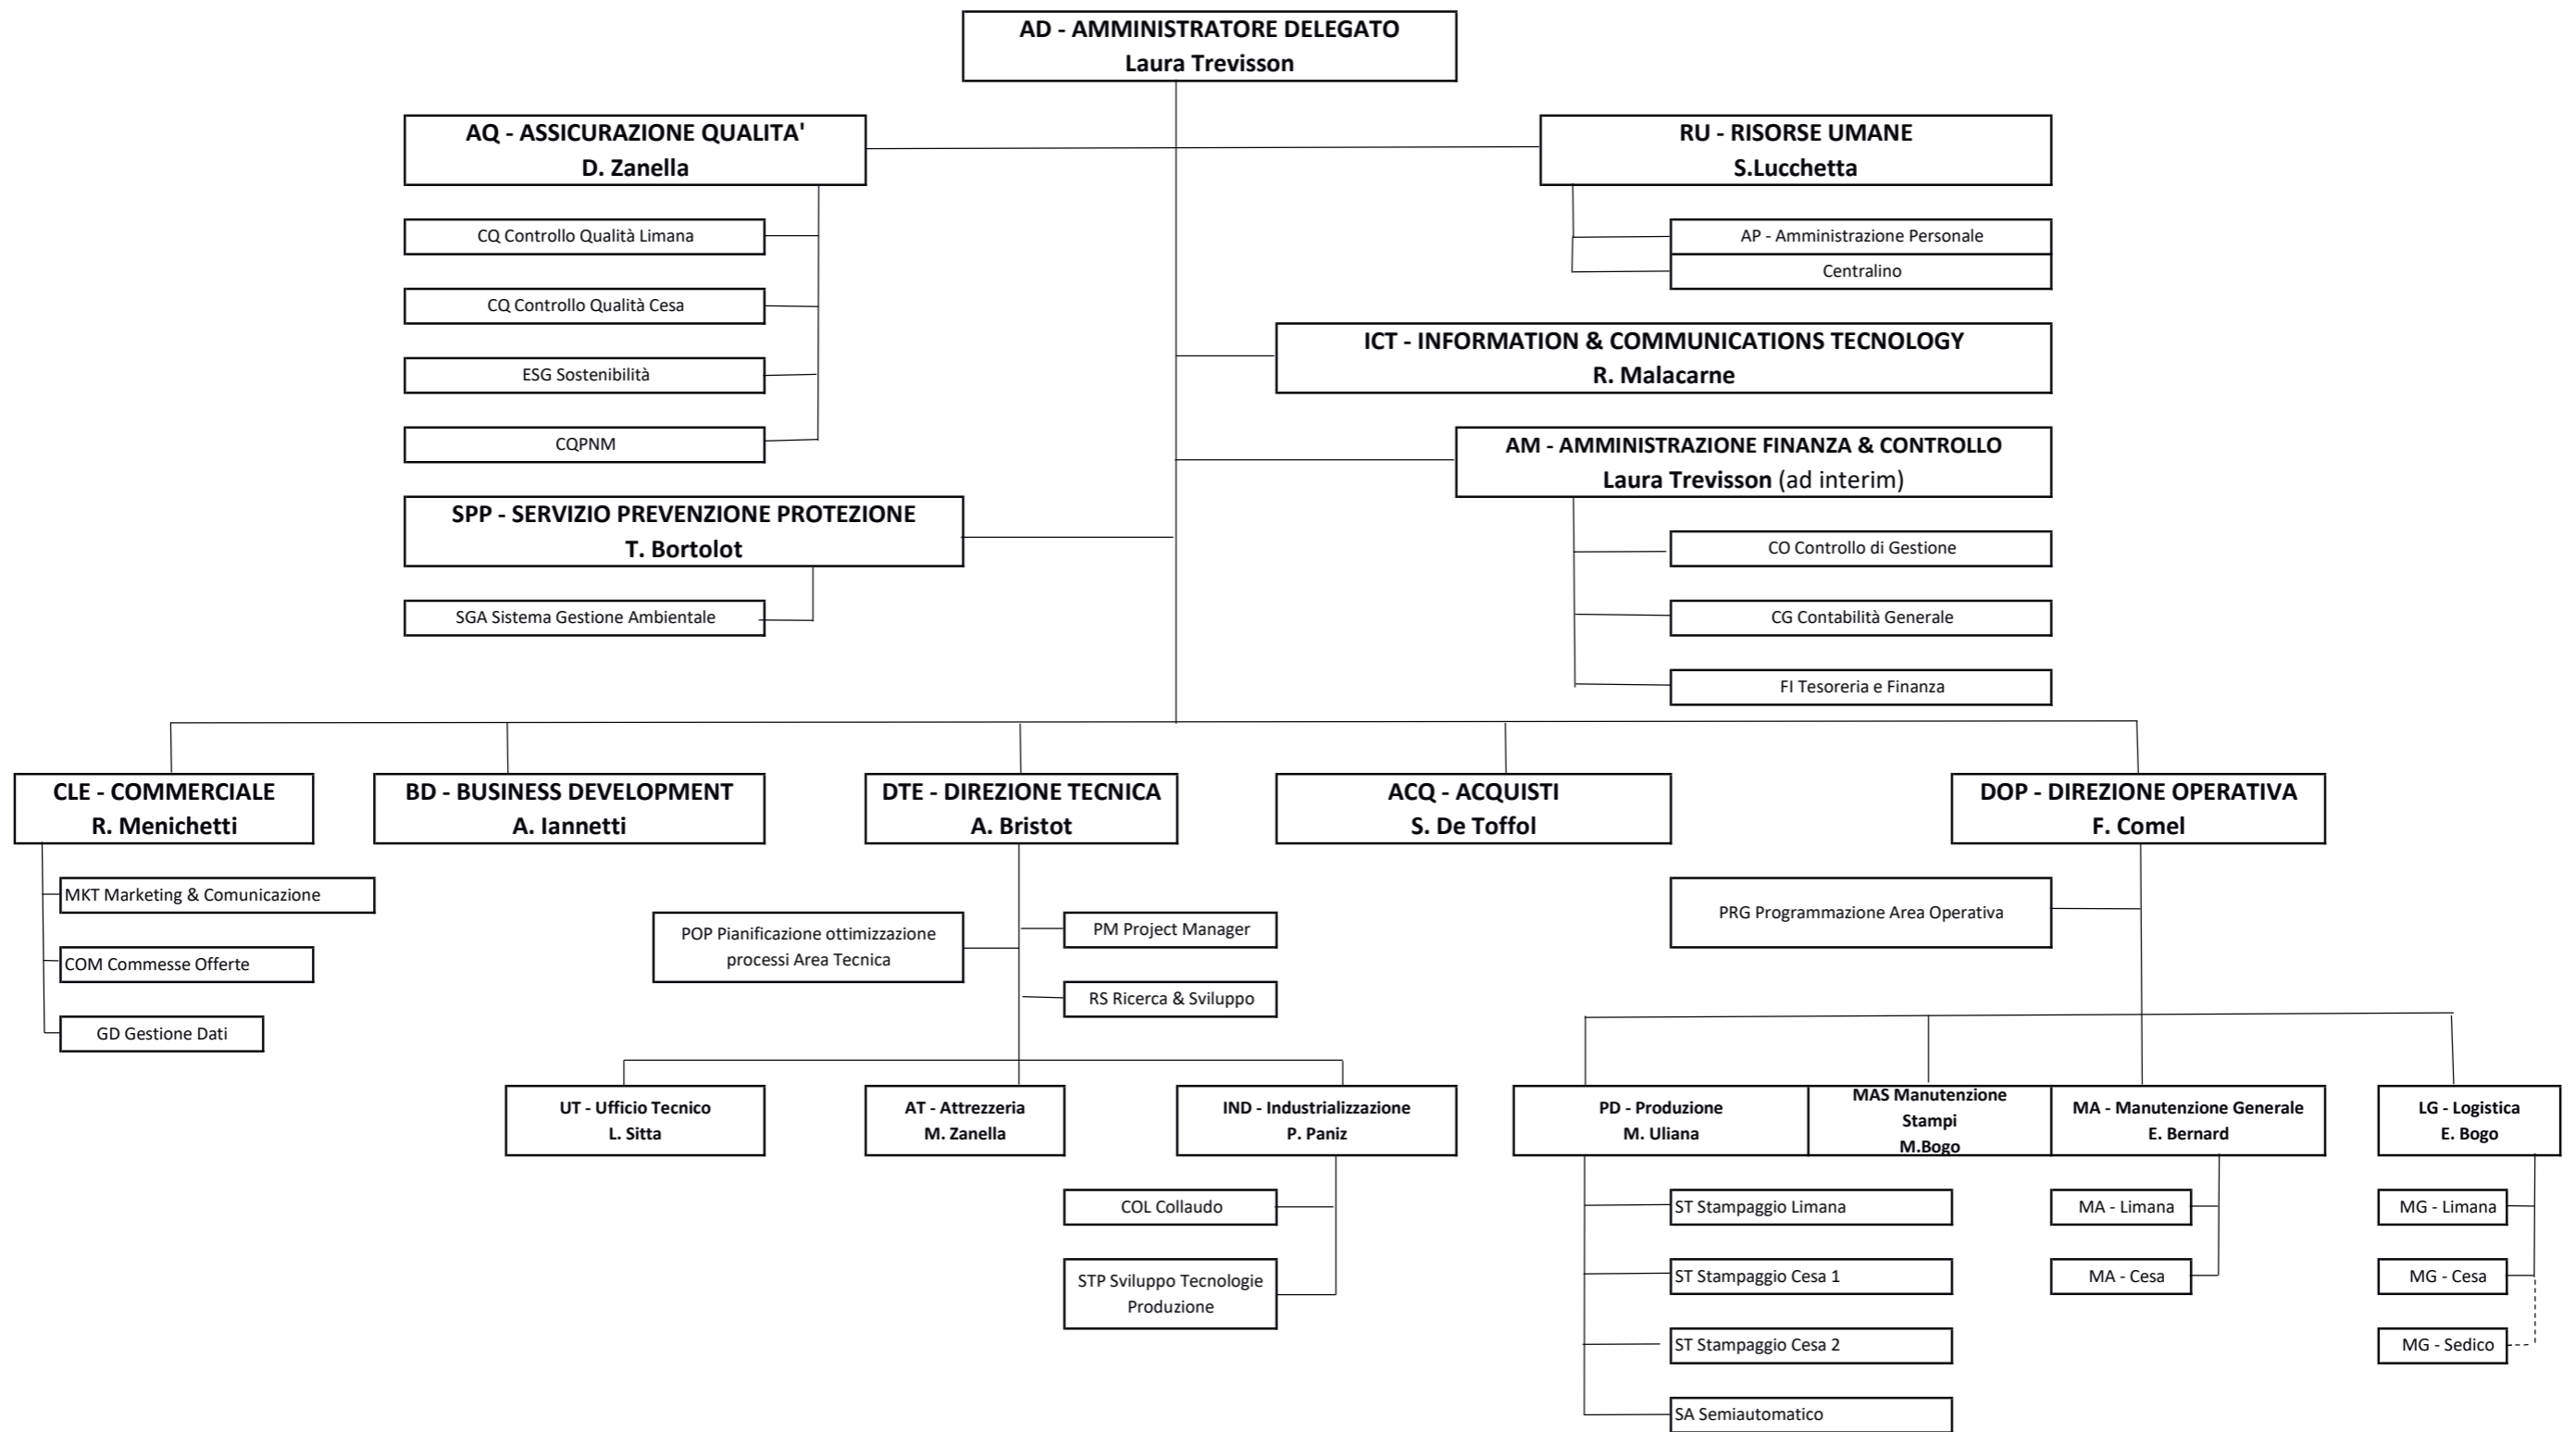 AD - AMMINISTRATORE DELEGATO
Laura Trevisson
AQ - ASSICURAZIONE QUALITA'
D. Zanella
RU - RISORSE UMANE
S.Lucchetta
CQ Controllo Qualità Limana
AP - Amministrazione Personale
Centralino
CQ Controllo Qualità Cesa
ICT - INFORMATION & COMMUNICATIONS TECNOLOGY
R. Malacarne
ESG Sostenibilità
CQPNM
AM - AMMINISTRAZIONE FINANZA & CONTROLLO
Laura Trevisson (ad interim)
SPP - SERVIZIO PREVENZIONE PROTEZIONE
T. Bortolot
CO Controllo di Gestione
SGA Sistema Gestione Ambientale
CG Contabilità Generale
FI Tesoreria e Finanza
CLE - COMMERCIALE
R. Menichetti
BD - BUSINESS DEVELOPMENT
A. Iannetti
DTE - DIREZIONE TECNICA
A. Bristot
ACQ - ACQUISTI
S. De Toffol
DOP - DIREZIONE OPERATIVA
F. Comel
MKT Marketing & Comunicazione
COM Commesse Offerte
GD Gestione Dati
POP Pianificazione ottimizzazione
processi Area Tecnica
PM Project Manager
RS Ricerca & Sviluppo
PRG Programmazione Area Operativa
UT - Ufficio Tecnico
L. Sitta
AT - Attrezzeria
M. Zanella
IND - Industrializzazione
P. Paniz
PD - Produzione
M. Uliana
MAS Manutenzione
Stampi
M.Bogo
MA - Manutenzione Generale
E. Bernard
LG - Logistica
E. Bogo
COL Collaudo
STP Sviluppo Tecnologie
Produzione
ST Stampaggio Limana
ST Stampaggio Cesa 1
ST Stampaggio Cesa 2
SA Semiautomatico
MA - Limana
MA - Cesa
MG - Limana
MG - Cesa
MG - Sedico